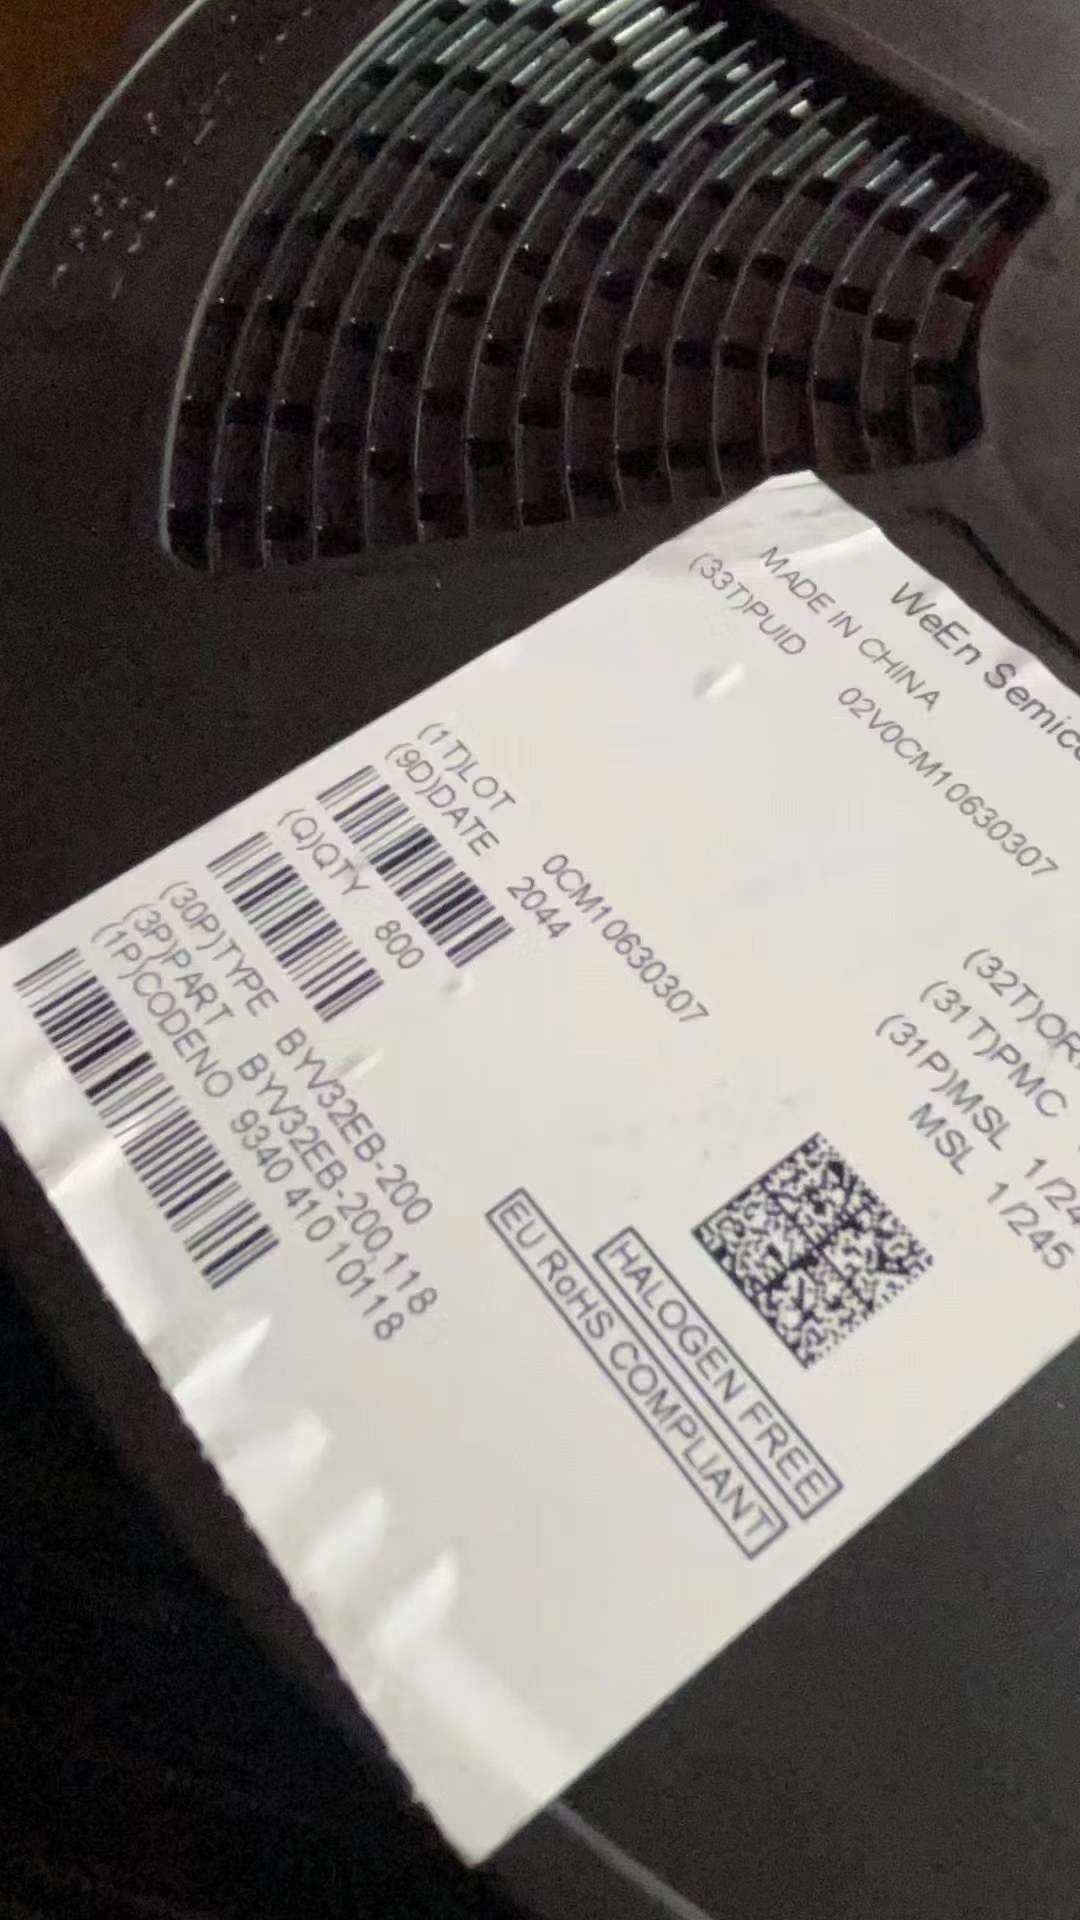 WeEn Semico
MADE IN CHINA
(33T)PUID 02V0CM10630307
(1T)LOT 0CM10630307
(9D)DATE 2044
(Q)QTY 800
(30P)TYPE BYV32EB-200
(3P)PART BYV32EB-200,118
(1P)CODENO 9340 410 10118
(32T)OR
(31T)PMC
(31P)MSL 1/24
MSL 1/245
HALOGEN FREE
EU RoHS COMPLIANT